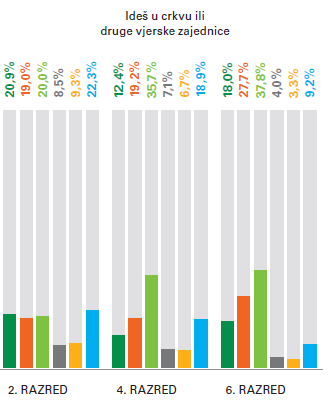 Ideš u crkvu ili
druge vjerske zajednice
20,9% 19,0% 20,0% 8,5% 9,3% 22,3% 12,4% 19,2% 35,7% 7,1% 6,7% 18,9% 18,0% 27,7% 37,8% 4,0% 3,3% 9,2%
2. RAZRED 4. RAZRED 6. RAZRED